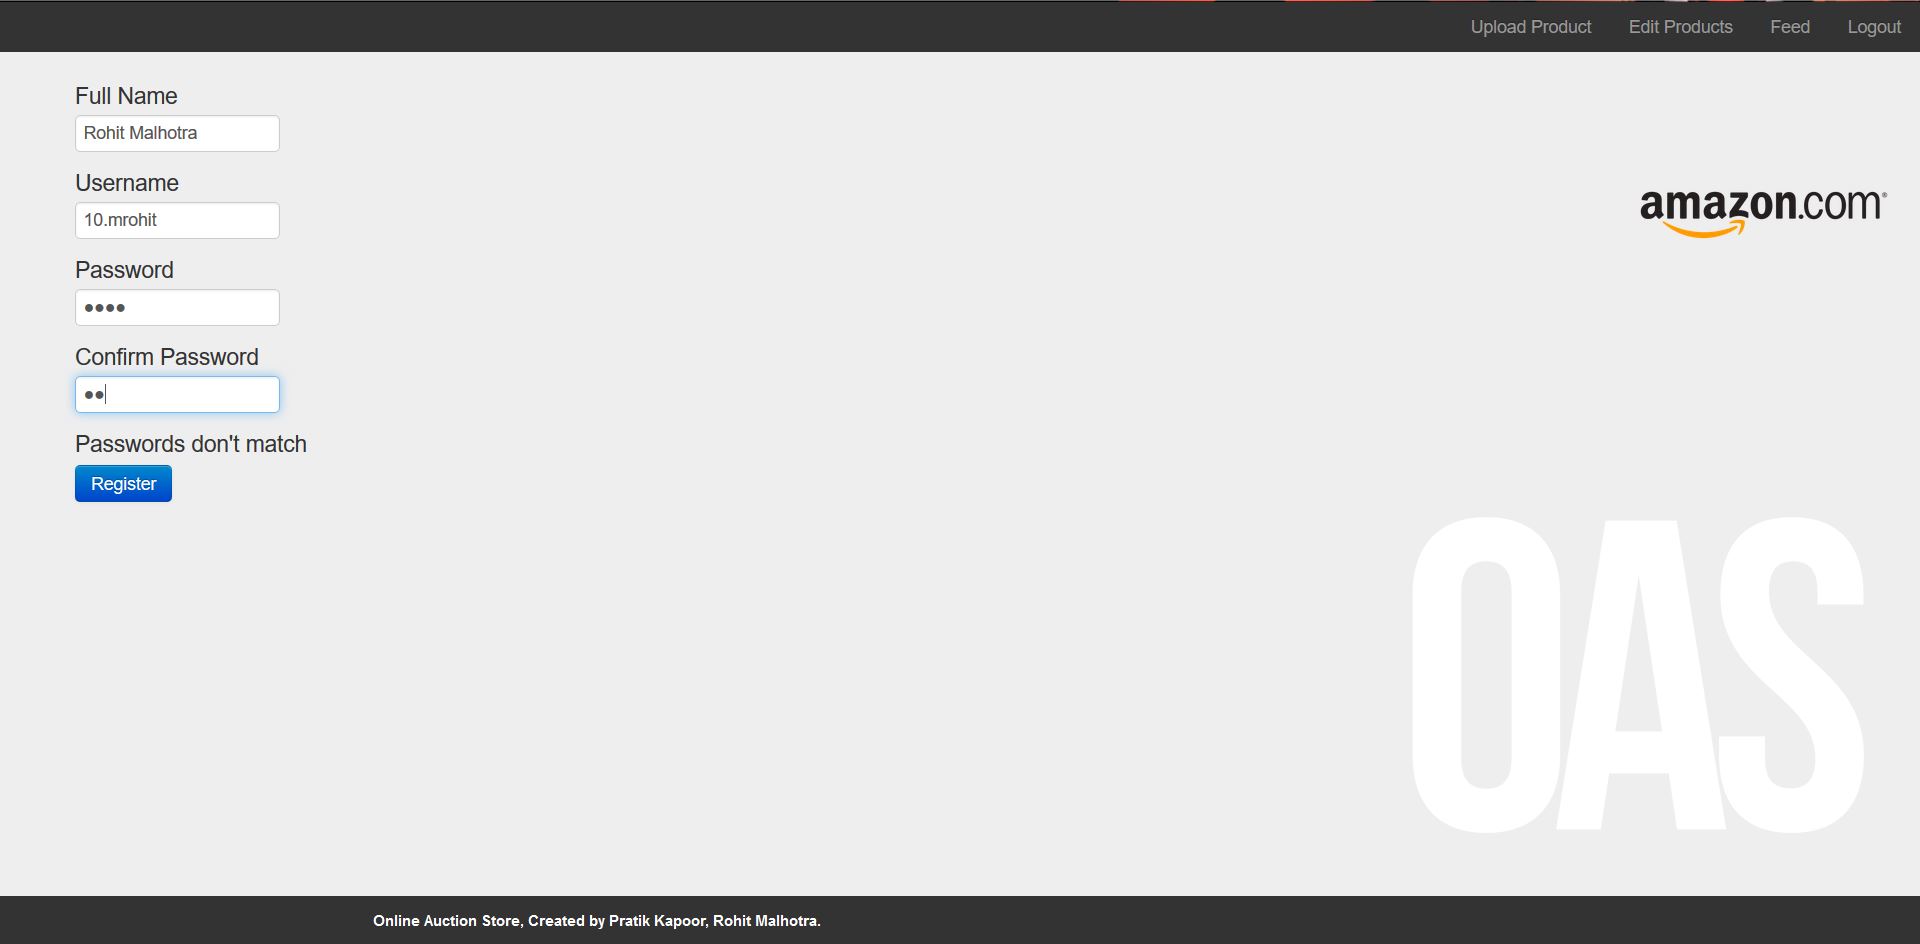 Upload Product Edit Products Feed Logout
Full Name
Rohit Malhotra
Username
10.mrohit
Password
••••
Confirm Password
••
Passwords don't match
Register
amazon.com®
OAS
Online Auction Store, Created by Pratik Kapoor, Rohit Malhotra.